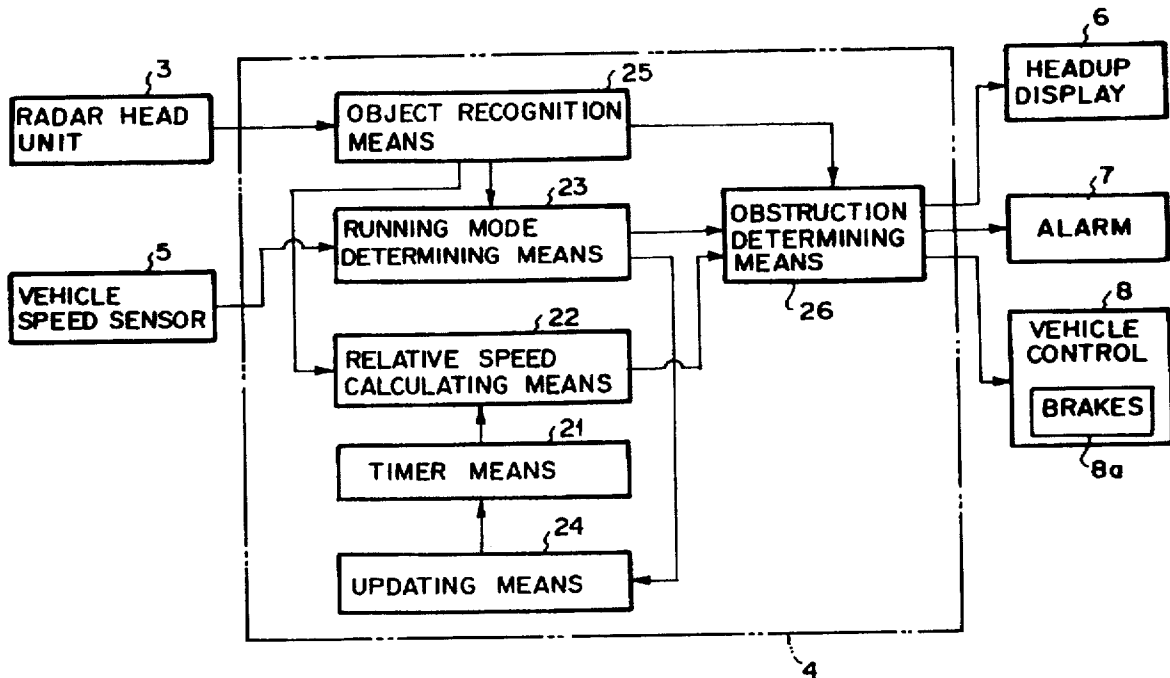 3
RADAR HEAD
UNIT
5
VEHICLE
SPEED SENSOR
25
OBJECT RECOGNITION
MEANS
23
RUNNING MODE
DETERMINING MEANS
22
RELATIVE SPEED
CALCULATING MEANS
21
TIMER MEANS
24
UPDATING MEANS
OBSTRUCTION
DETERMINING
MEANS
26
6
HEADUP
DISPLAY
7
ALARM
8
VEHICLE
CONTROL
BRAKES
8a
4